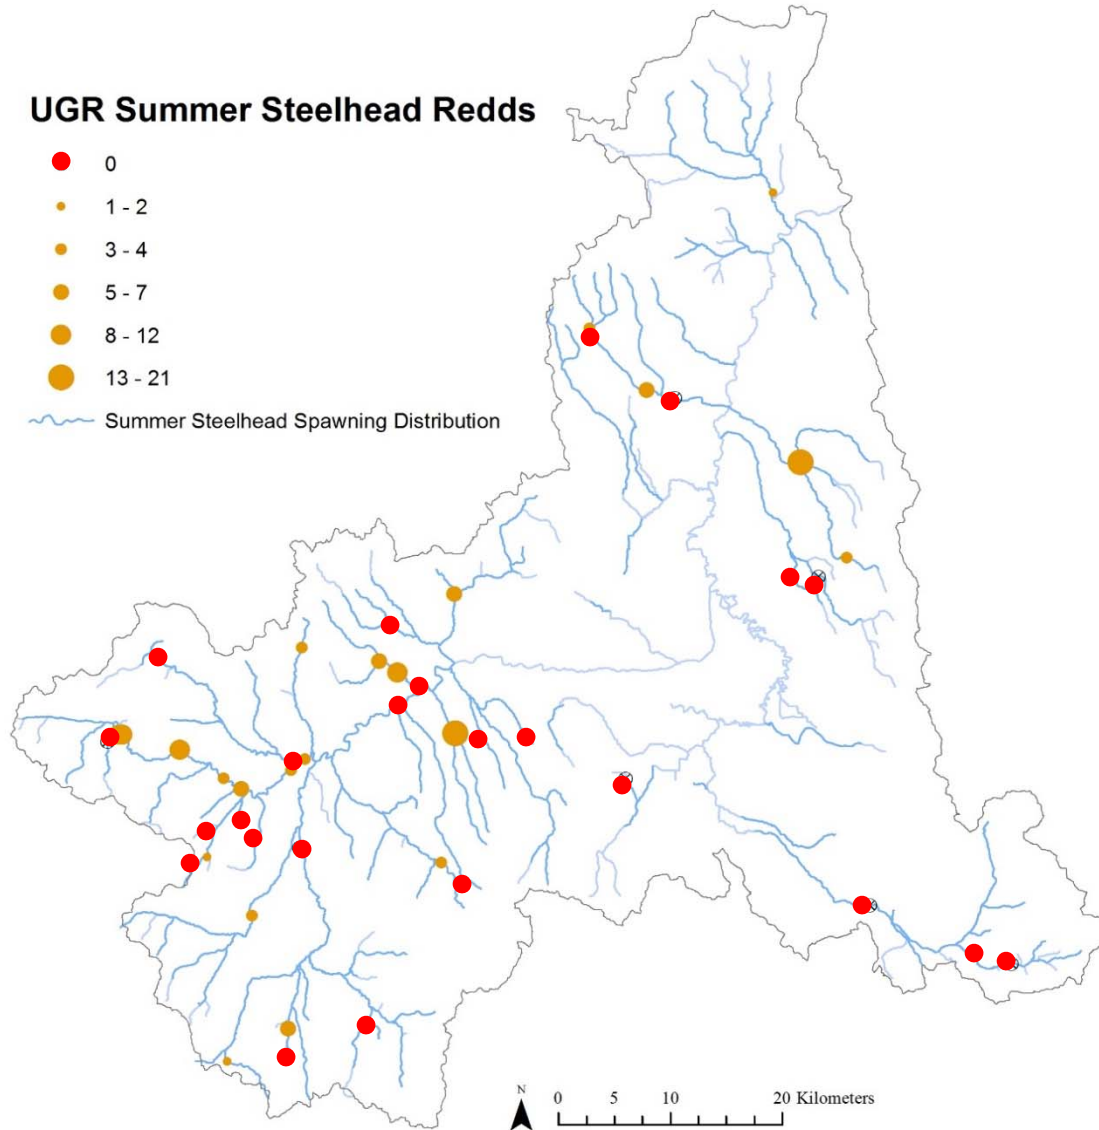 UGR Summer Steelhead Redds
0
1 - 2
3 - 4
5 - 7
8 - 12
13 - 21
Summer Steelhead Spawning Distribution
N
0 5 10 20 Kilometers